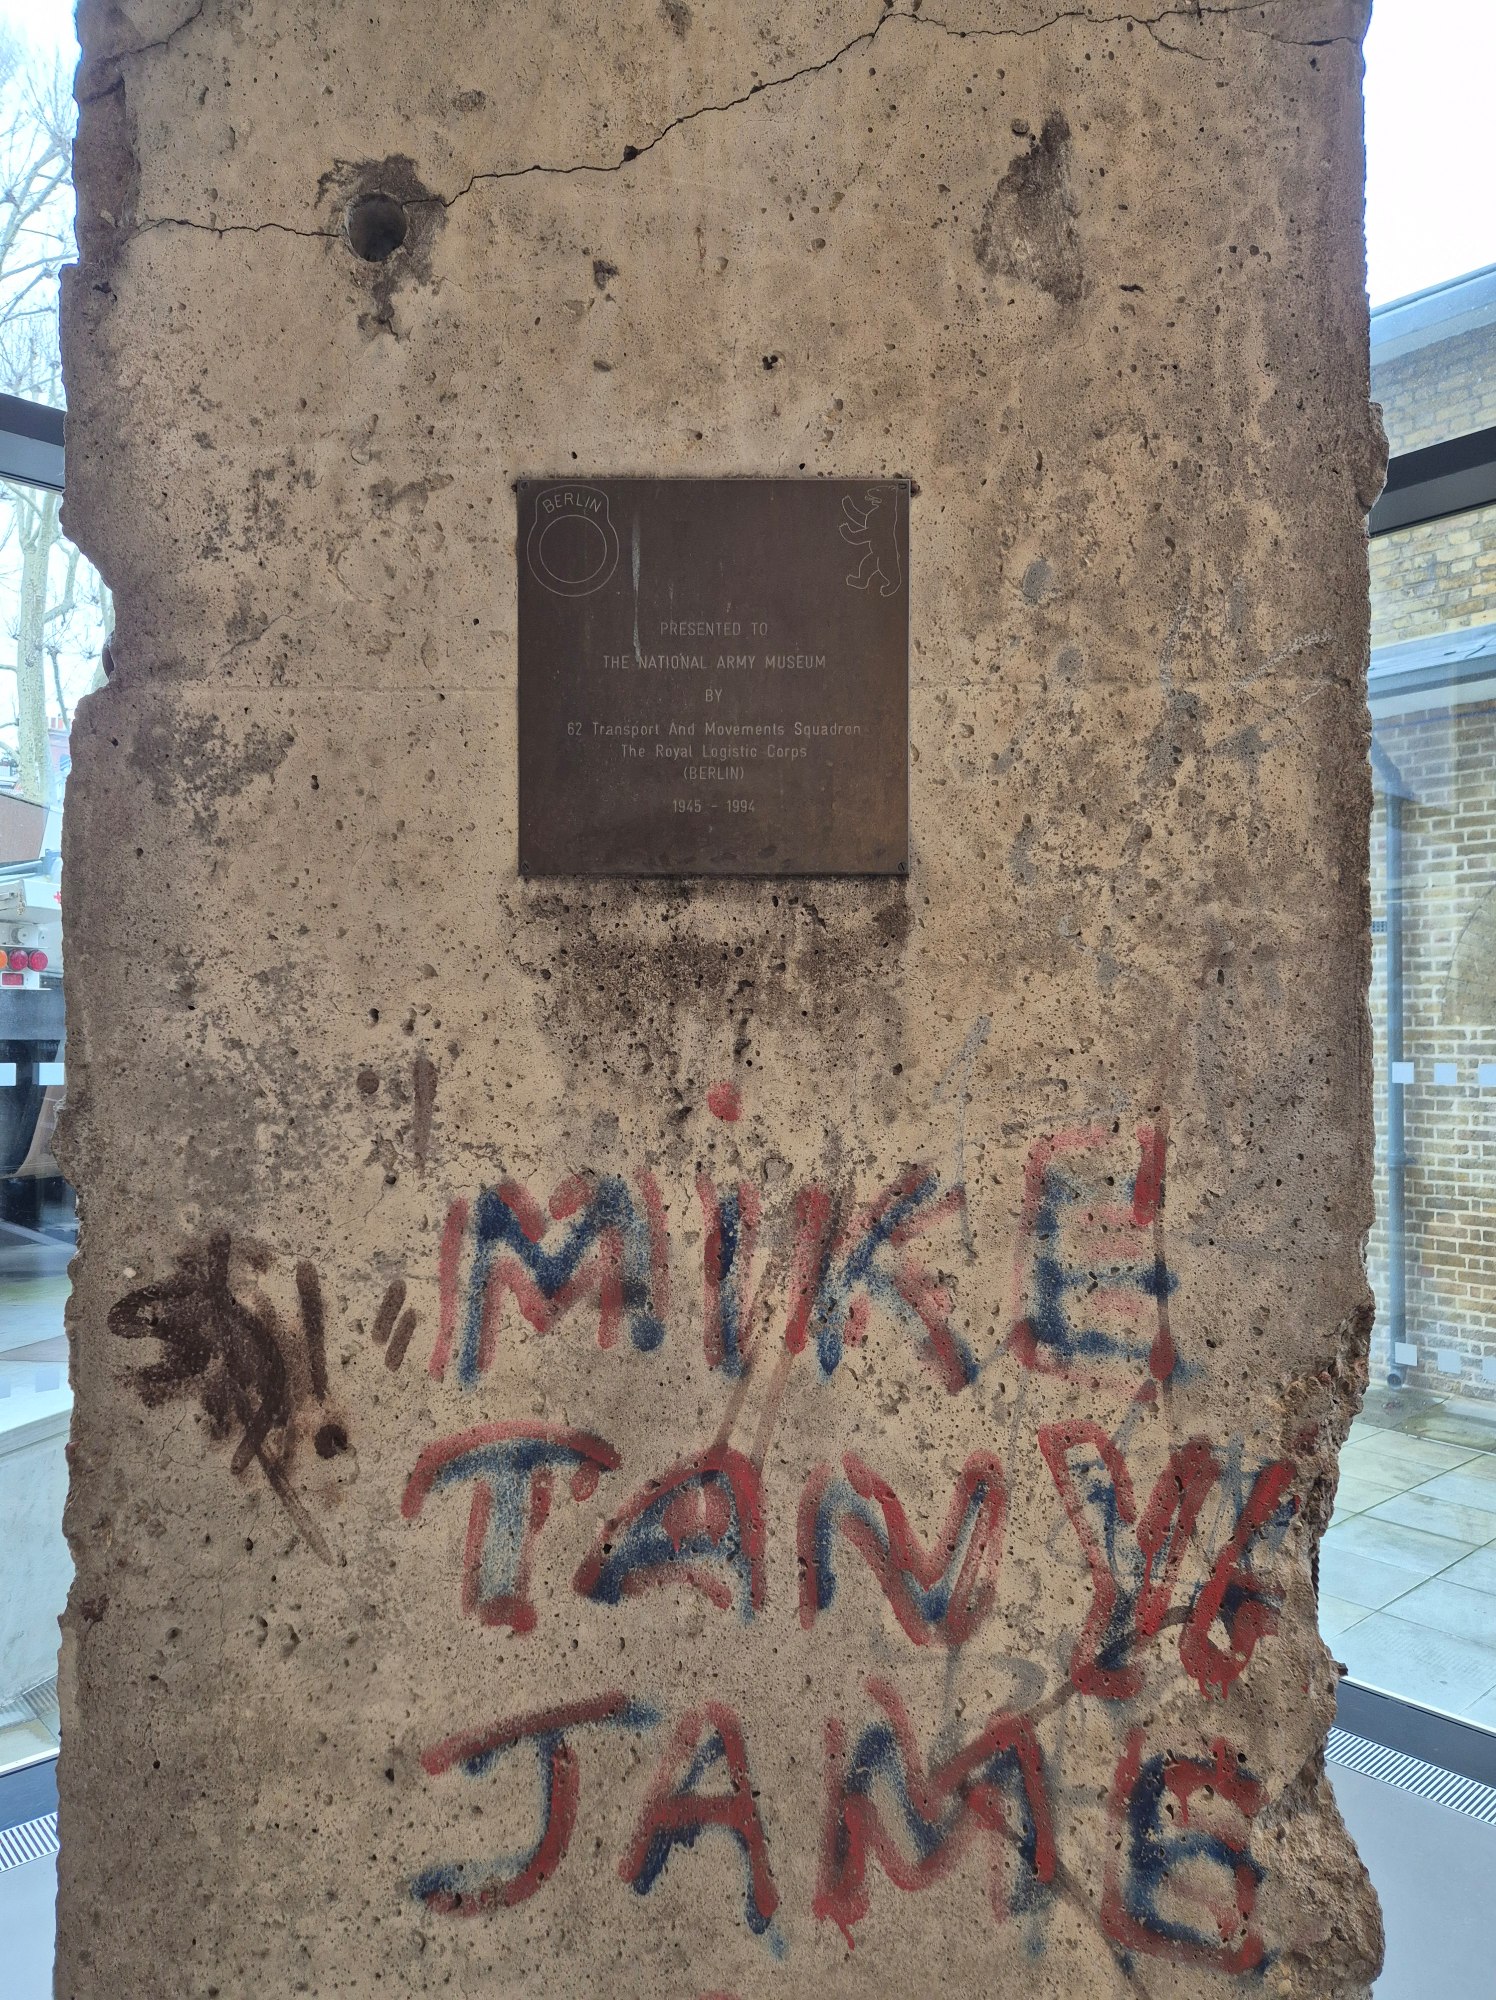 BERLIN
PRESENTED TO
THE NATIONAL ARMY MUSEUM
BY
62 Transport And Movements Squadron
The Royal Logistic Corps
(BERLIN)
1945 - 1994
MIKE
JAME